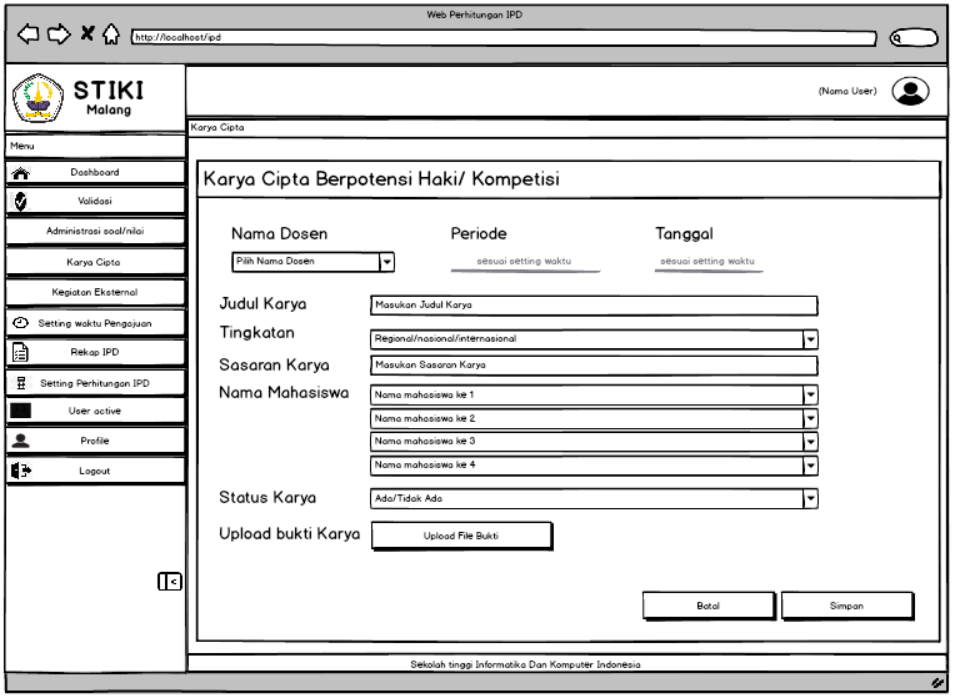 Web Perhitungan IPD
http://localhost/ipd
STIKI
Malang
(Nama User)
Karya Cipta
Menu
Dashboard
Validasi
Administrasi soal/nilai
Karya Cipta
Kegiatan Eksternal
Setting waktu Pengajuan
Rekap IPD
Setting Perhitungan IPD
User active
Profile
Logout
Karya Cipta Berpotensi Haki/ Kompetisi
Nama Dosen Periode Tanggal
Pilih Nama Dosen sesuai setting waktu sesuai setting waktu
Judul Karya Masukan Judul Karya
Tingkatan Regional/nasional/internasional
Sasaran Karya Masukan Sasaran Karya
Nama Mahasiswa Nama mahasiswa ke 1
Nama mahasiswa ke 2
Nama mahasiswa ke 3
Nama mahasiswa ke 4
Status Karya Ada/Tidak Ada
Upload bukti Karya Upload File Bukti
Batal Simpan
Sekolah tinggi Informatika Dan Komputer Indonesia